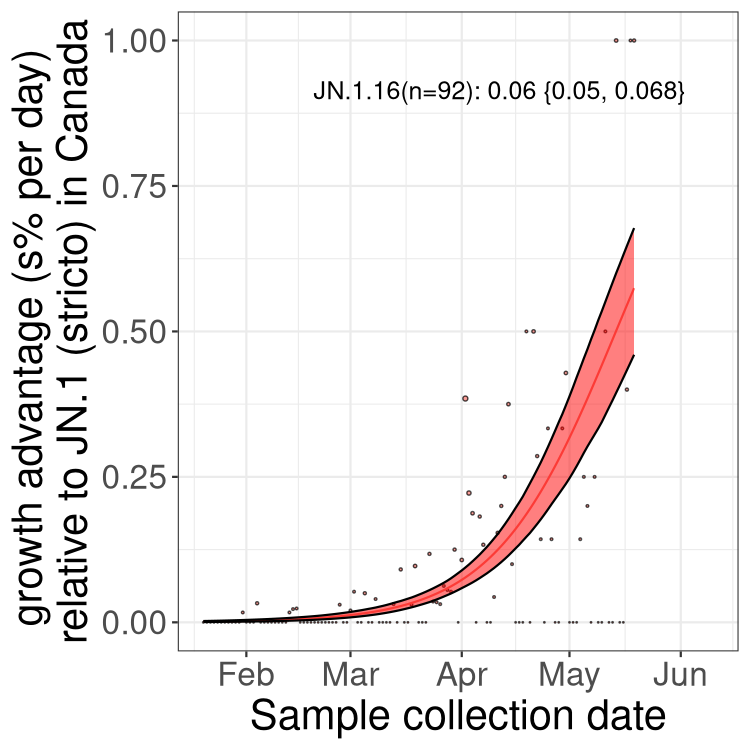 growth advantage (s% per day)
relative to JN.1 (stricto) in Canada
1.00
JN.1.16(n=92): 0.06 {0.05, 0.068}
0.75
0.50
0.25
0.00
Feb Mar Apr May Jun
Sample collection date